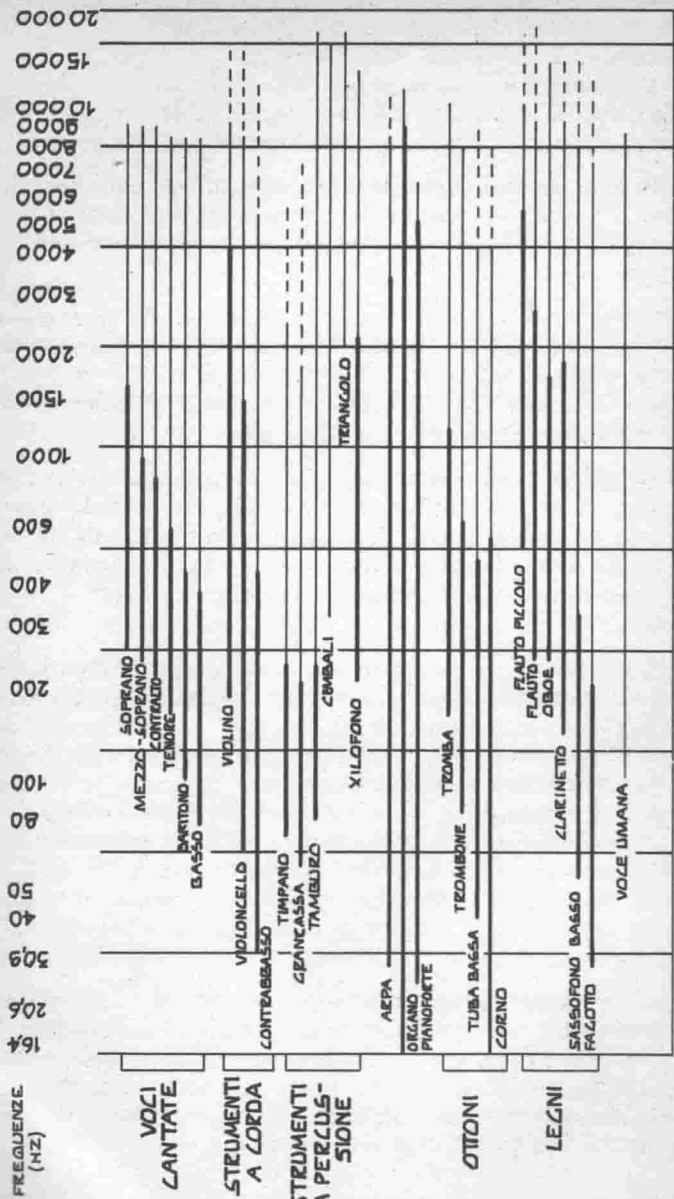 FREQUENZE
(HZ)
16,4
20,6
30,9
40
50
80
100
200
300
400
600
1000
1500
2000
3000
4000
5000
6000
7000
8000
9000
10000
15000
20000
VOCI
CANTATE
SOPRANO
MEZZO-SOPRANO
CONTRALTO
TENORE
BARITONO
BASSO
STRUMENTI
A CORDA
VIOLINO
VIOLONCELLO
CONTRABBASSO
STRUMENTI
A PERCUS-
SIONE
TIMPANO
GRANCASSA
TAMBURO
CEMBALI
TRIANGOLO
XILOFONO
ARPA
ORGANO
PIANOFORTE
OTTONI
TROMBA
TROMBONE
TUBA BASSA
CORNO
LEGNI
FLAUTO PICCOLO
FLAUTO
OBOE
CLARINETTO
SASSOFONO BASSO
FAGOTTO
VOCE UMANA